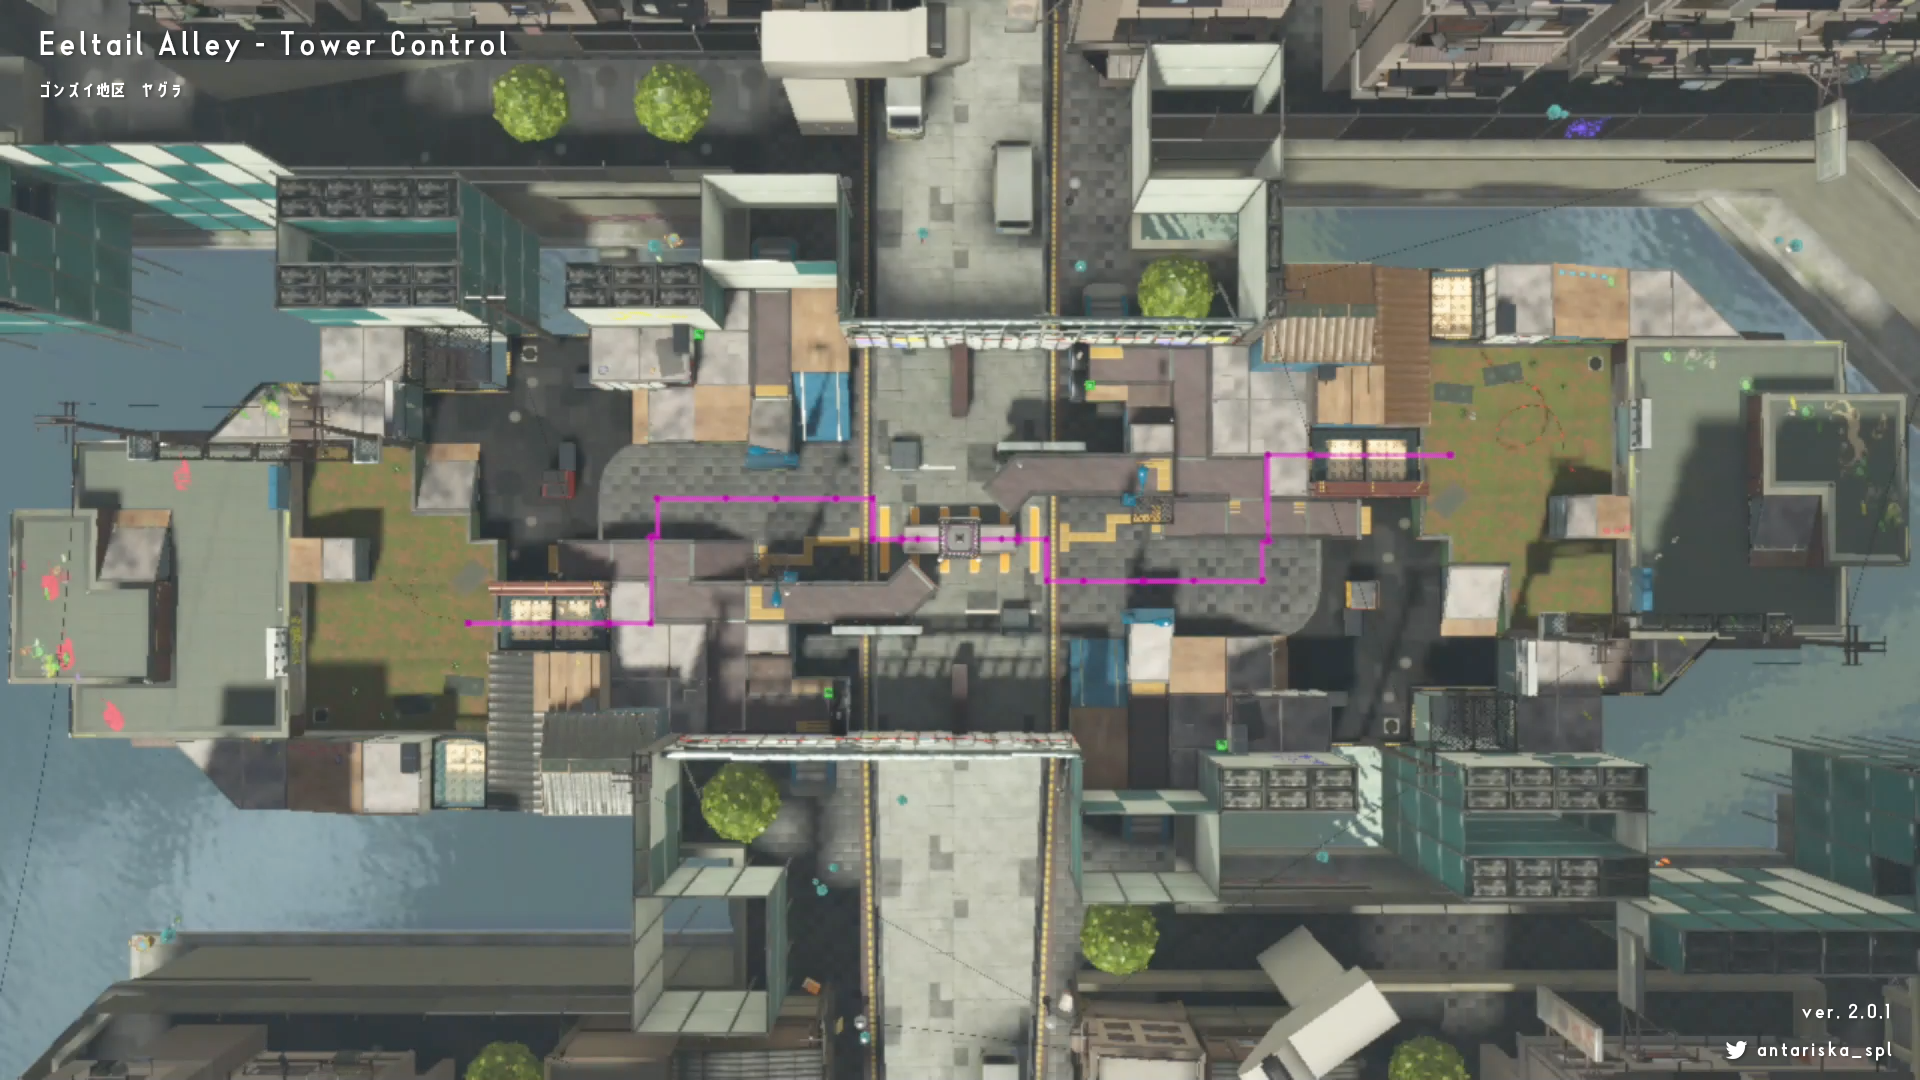 Eeltail Alley - Tower Control
ゴンズイ地区　ヤグラ
ver. 2.0.1
antariska_spl